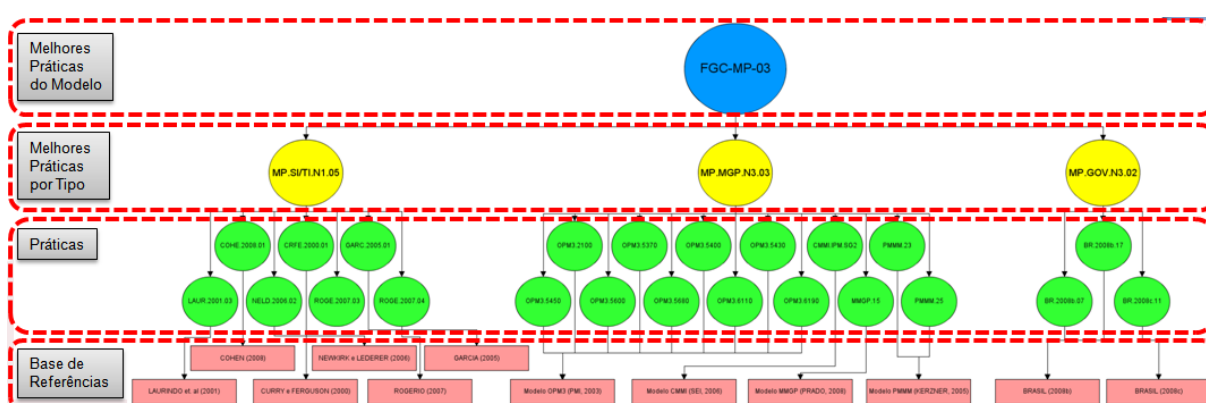 Melhores
Práticas
do Modelo
FGC-MP-03
Melhores
Práticas
por Tipo
MP.SI/TI.N1.05
MP.MGP.N3.03
MP.GOV.N3.02
Práticas
COHE.2008.01
CRFE.2000.01
GARC.2005.01
OPM3.2100
OPM3.5370
OPM3.5400
OPM3.5430
CMMI.IPM.SG2
PMMM.23
BR.2008b.17
LAUR.2001.03
NELD.2006.02
ROGE.2007.03
ROGE.2007.04
OPM3.5450
OPM3.5600
OPM3.5680
OPM3.6110
OPM3.6190
MMGP.15
PMMM.25
BR.2008b.07
BR.2008c.11
Base de
Referências
COHEN (2008)
NEWKIRK e LEDERER (2006)
GARCIA (2005)
LAURINDO et. al (2001)
CURRY e FERGUSON (2000)
ROGERIO (2007)
Modelo OPM3 (PMI, 2003)
Modelo CMMI (SEI, 2006)
Modelo MMGP (PRADO, 2008)
Modelo PMMM (KERZNER, 2005)
BRASIL (2008b)
BRASIL (2008c)